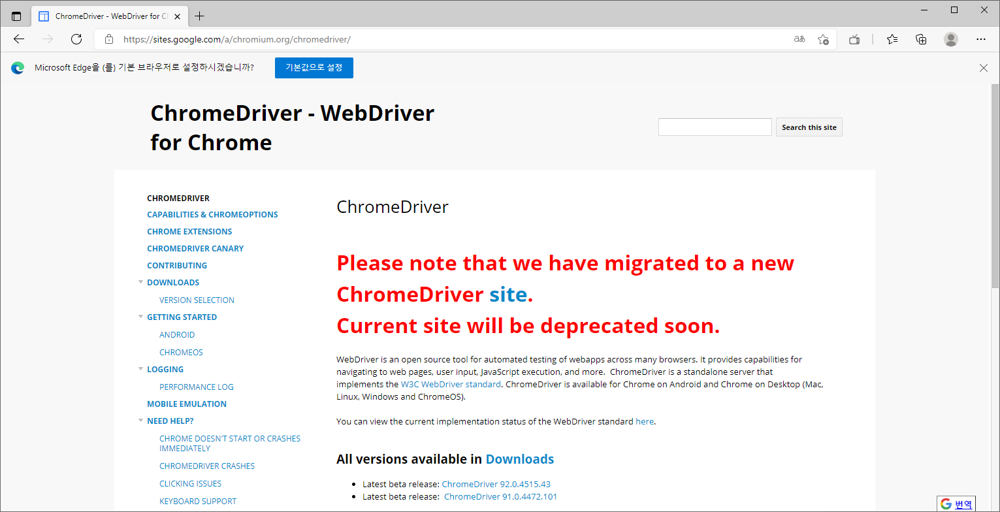 ChromeDriver - WebDriver for Ch
https://sites.google.com/a/chromium.org/chromedriver/
aあ
Microsoft Edge을 (를) 기본 브라우저로 설정하시겠습니까?
기본값으로 설정
ChromeDriver - WebDriver
for Chrome
Search this site
CHROMEDRIVER
CAPABILITIES & CHROMEOPTIONS
CHROME EXTENSIONS
CHROMEDRIVER CANARY
CONTRIBUTING
DOWNLOADS
VERSION SELECTION
GETTING STARTED
ANDROID
CHROMEOS
LOGGING
PERFORMANCE LOG
MOBILE EMULATION
NEED HELP?
CHROME DOESN'T START OR CRASHES
IMMEDIATELY
CHROMEDRIVER CRASHES
CLICKING ISSUES
KEYBOARD SUPPORT
ChromeDriver
Please note that we have migrated to a new
ChromeDriver site.
Current site will be deprecated soon.
WebDriver is an open source tool for automated testing of webapps across many browsers. It provides capabilities for
navigating to web pages, user input, JavaScript execution, and more.  ChromeDriver is a standalone server that
implements the W3C WebDriver standard. ChromeDriver is available for Chrome on Android and Chrome on Desktop (Mac,
Linux, Windows and ChromeOS).
You can view the current implementation status of the WebDriver standard here.
All versions available in Downloads
• Latest beta release: ChromeDriver 92.0.4515.43
• Latest beta release:  ChromeDriver 91.0.4472.101
번역